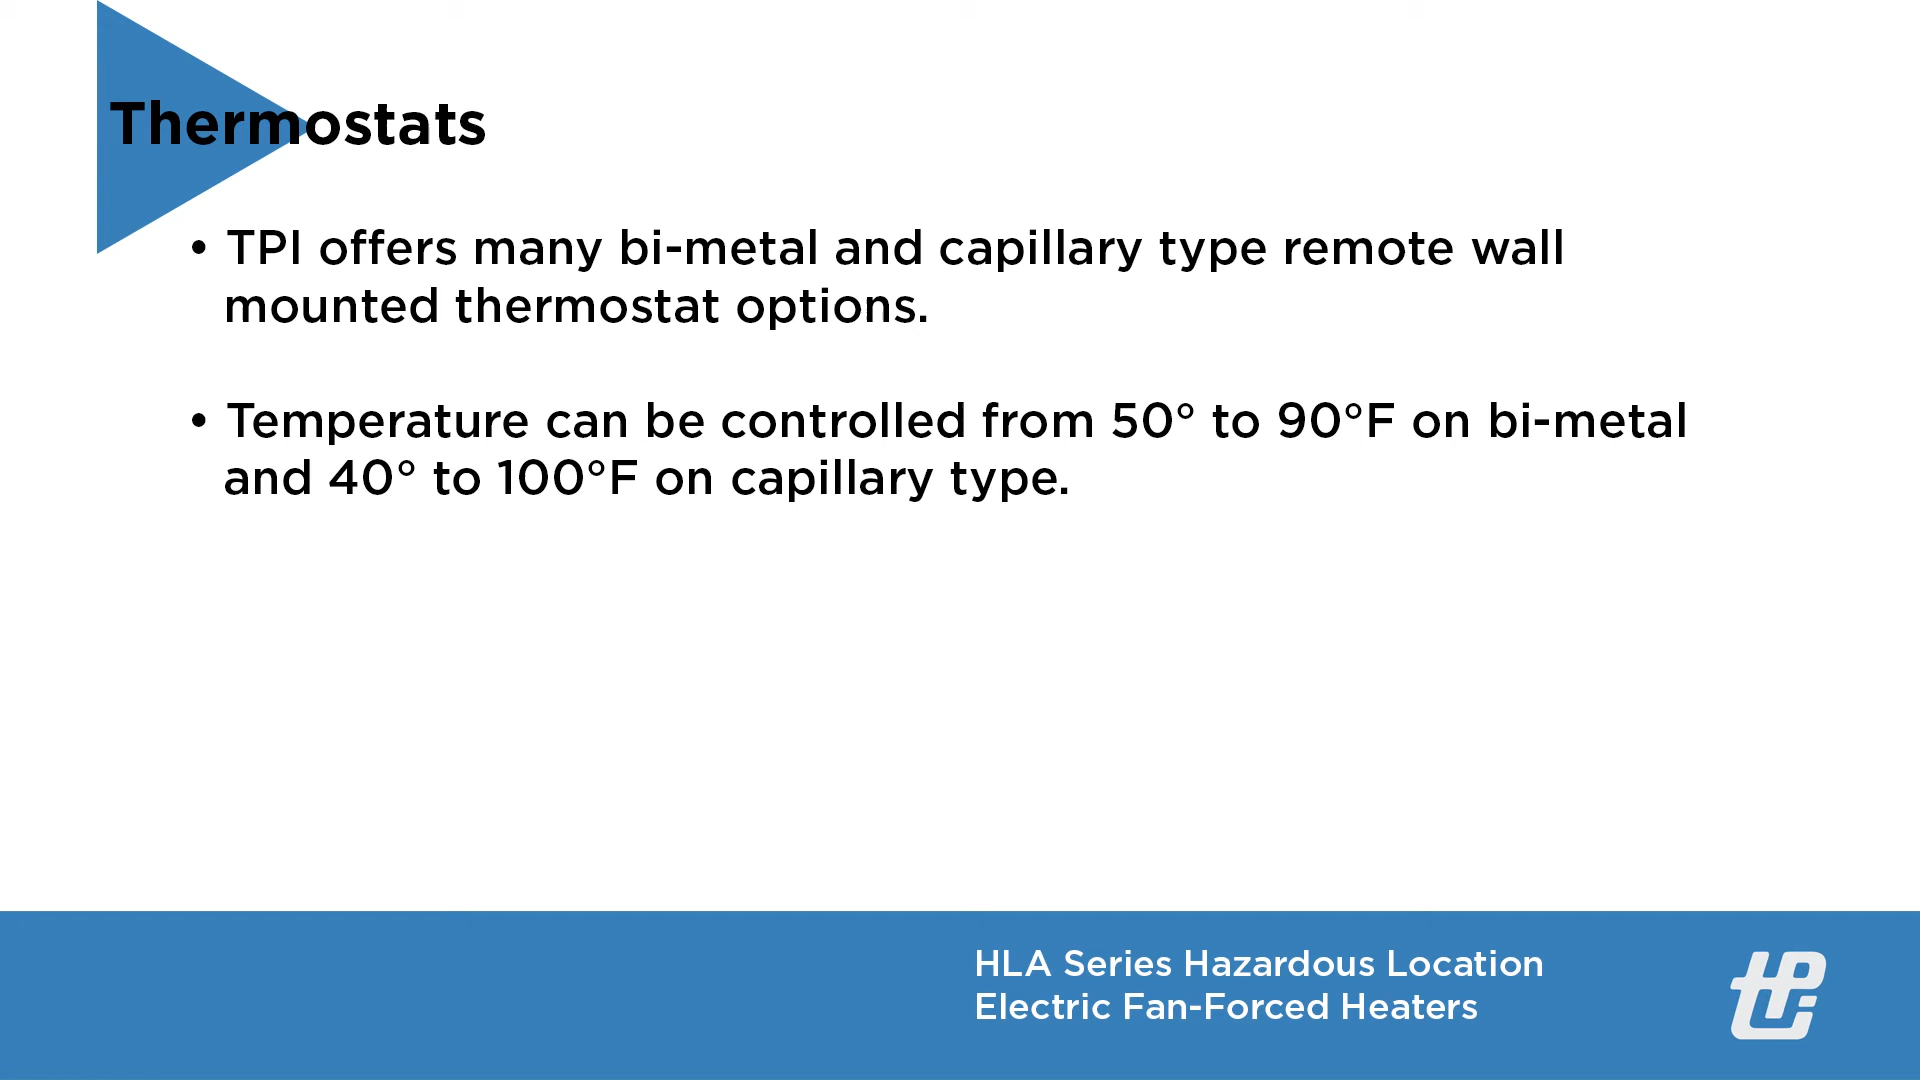 Thermostats
• TPI offers many bi-metal and capillary type remote wall
mounted thermostat options.
• Temperature can be controlled from 50° to 90°F on bi-metal
and 40° to 100°F on capillary type.
HLA Series Hazardous Location
Electric Fan-Forced Heaters
tpi